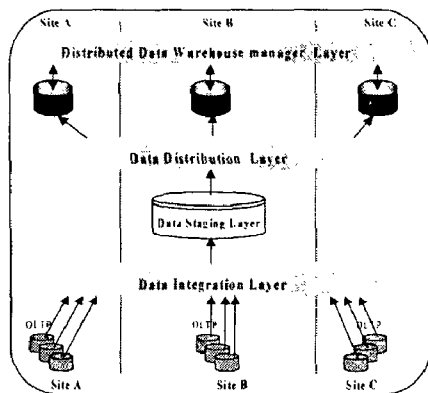 Site A Site B Site C
Distributed Data Warehouse manager Layer
Data Distribution Layer
Data Staging Layer
Data Integration Layer
OLTP OLTP OLTP
Site A Site B Site C